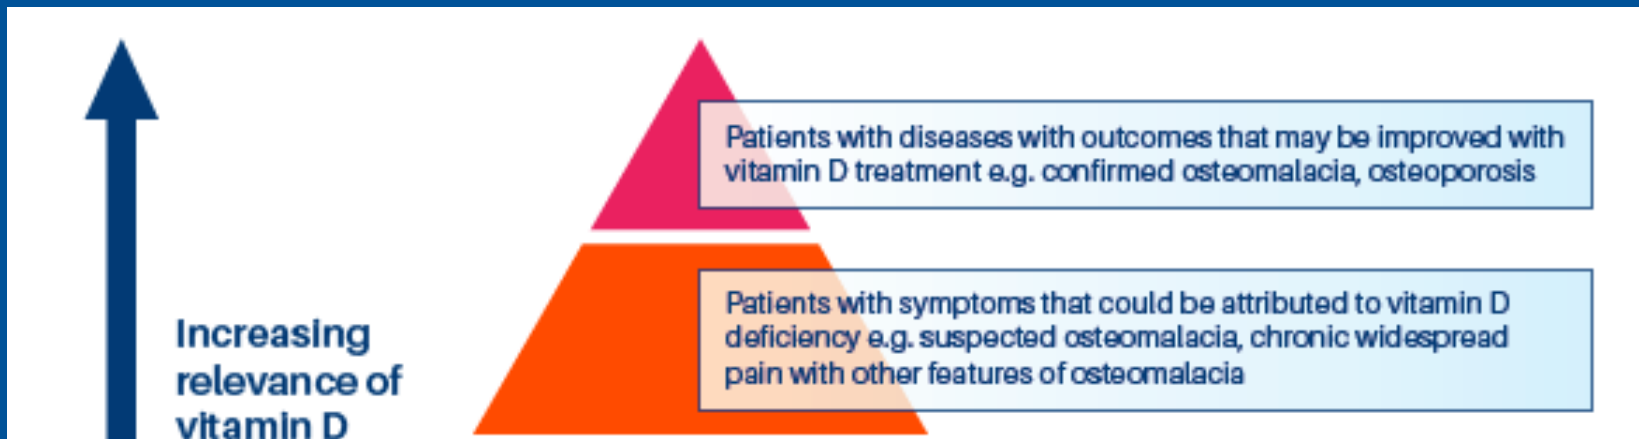 Patients with diseases with outcomes that may be improved with
vitamin D treatment e.g. confirmed osteomalacia, osteoporosis
Patients with symptoms that could be attributed to vitamin D
deficiency e.g. suspected osteomalacia, chronic widespread
pain with other features of osteomalacia
Increasing
relevance of
vitamin D